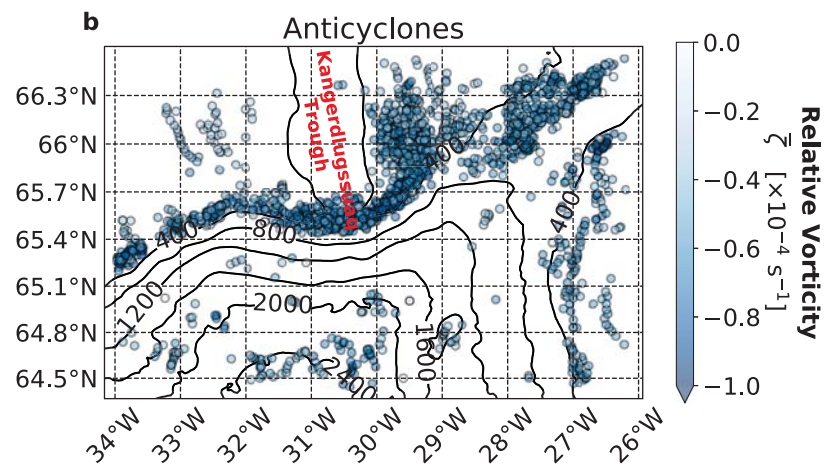 b
Anticyclones
66.3°N
66°N
65.7°N
65.4°N
65.1°N
64.8°N
64.5°N
34°W
33°W
32°W
31°W
30°W
29°W
28°W
27°W
26°W
Kangerdlugssuaq
Trough
400
400
400
800
1200
2000
1600
2400
0.0
−0.2
−0.4
−0.6
−0.8
−1.0
Relative Vorticity
ζ̄ [×10⁻⁴ s⁻¹]